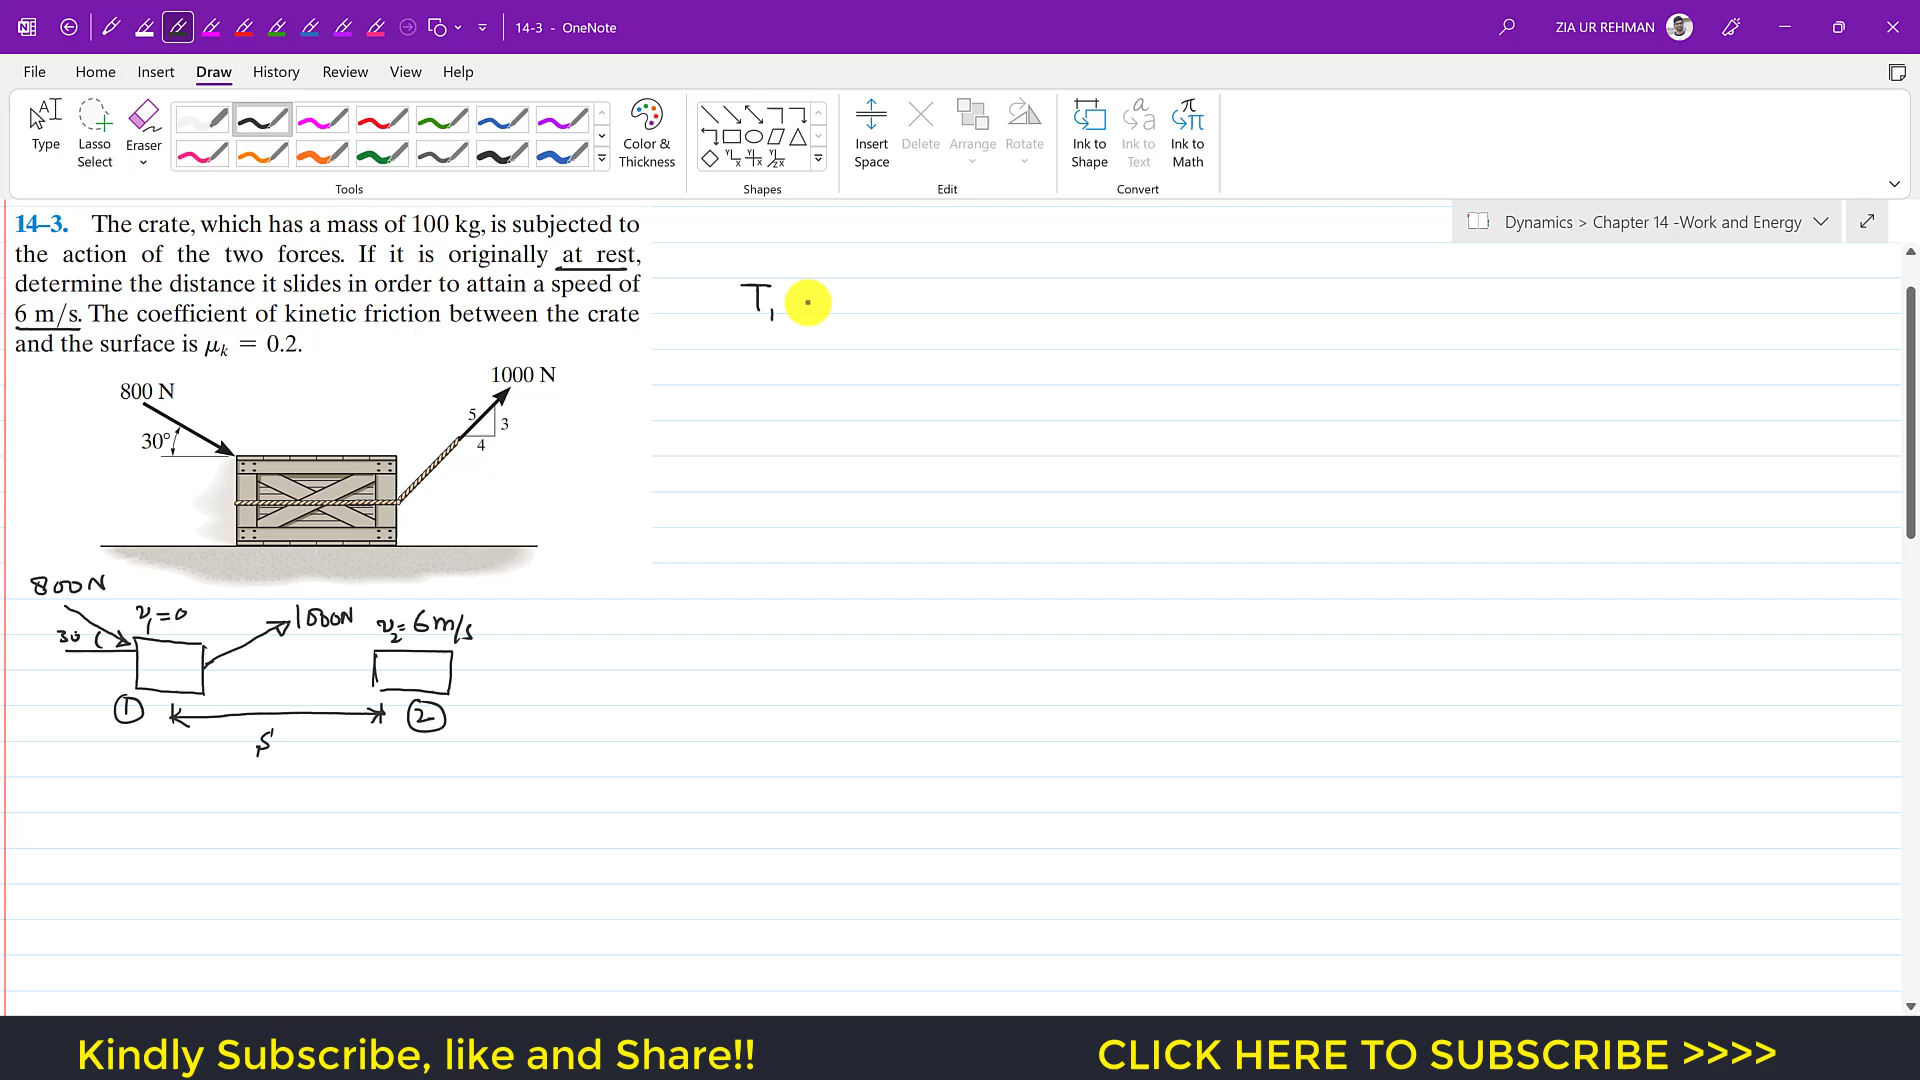 14-3 - OneNote
ZIA UR REHMAN
File Home Insert Draw History Review View Help
Type
Lasso Select
Eraser
Color & Thickness
Insert Space
Delete
Arrange
Rotate
Ink to Shape
Ink to Text
Ink to Math
Tools
Shapes
Edit
Convert
Dynamics > Chapter 14 -Work and Energy
14–3. The crate, which has a mass of 100 kg, is subjected to
the action of the two forces. If it is originally at rest,
determine the distance it slides in order to attain a speed of
6 m/s. The coefficient of kinetic friction between the crate
and the surface is μk = 0.2.
T1
1000 N
800 N
5
3
4
30°
800N
v1=0
1000N
v2=6m/s
30
1
2
S
Kindly Subscribe, like and Share!!
CLICK HERE TO SUBSCRIBE >>>>